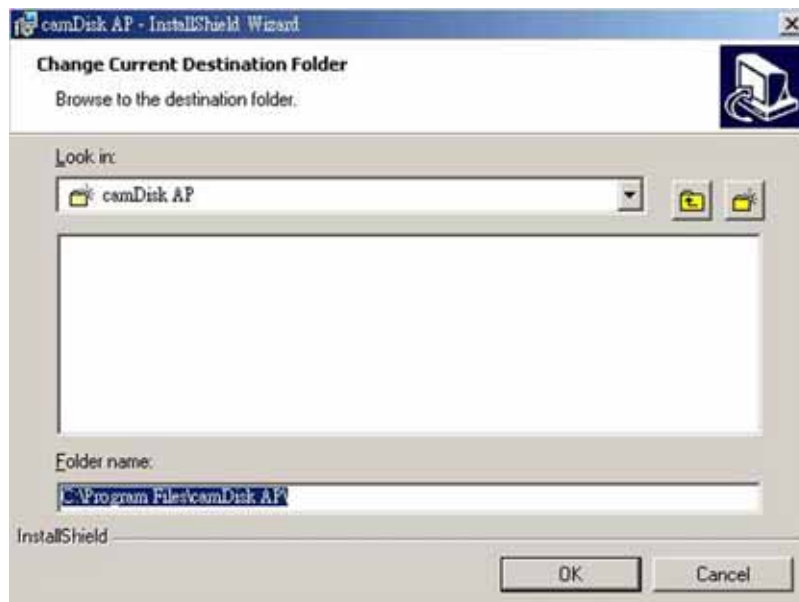 camDisk AP - InstallShield Wizard
Change Current Destination Folder
Browse to the destination folder.
Look in:
camDisk AP
Folder name:
C:\Program Files\camDisk AP\
InstallShield
OK
Cancel